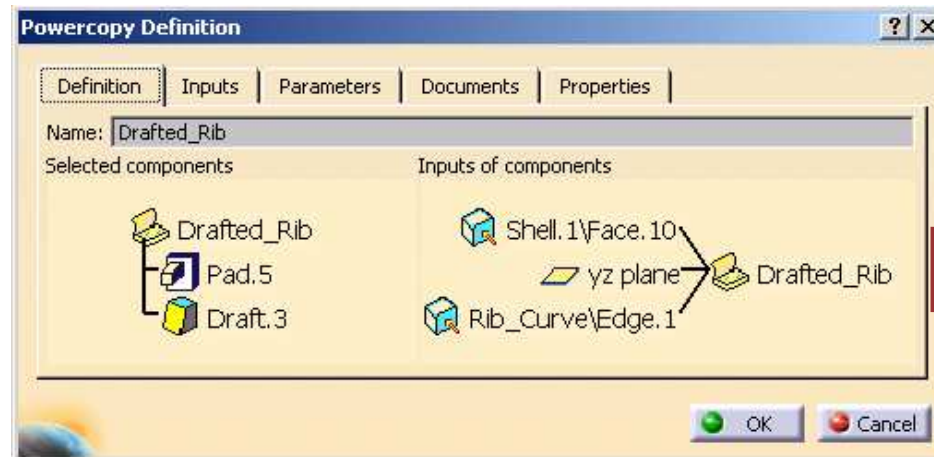 Powercopy Definition
Definition Inputs Parameters Documents Properties
Name: Drafted_Rib
Selected components Inputs of components
Drafted_Rib Shell.1\Face.10
Pad.5 yz plane Drafted_Rib
Draft.3 Rib_Curve\Edge.1
OK Cancel